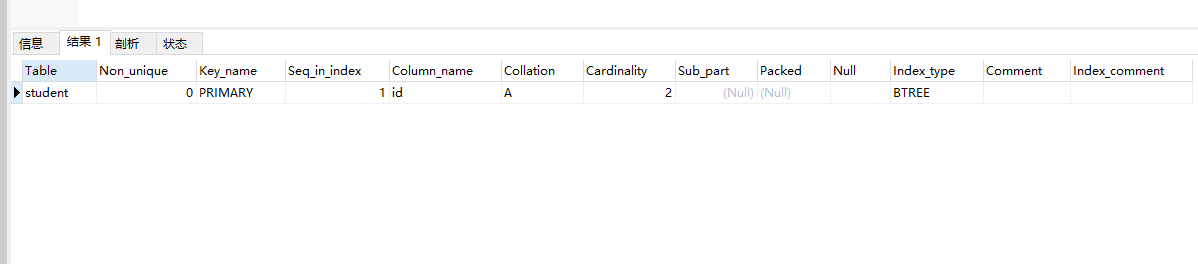 信息 结果 1 剖析 状态
Table Non_unique Key_name Seq_in_index Column_name Collation Cardinality Sub_part Packed Null Index_type Comment Index_comment
student 0 PRIMARY 1 id A 2 (Null) (Null) BTREE